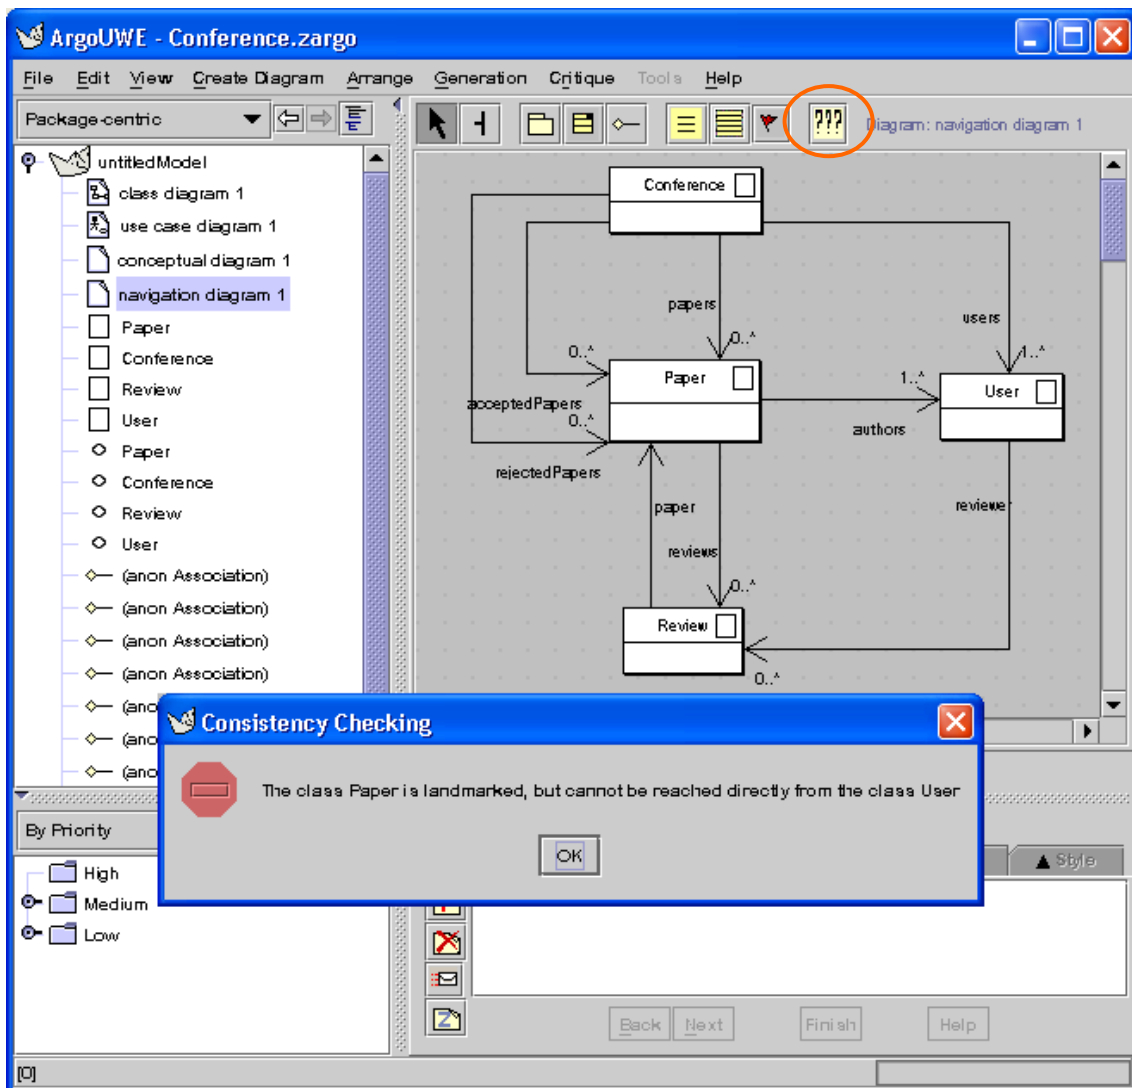 ArgoUWE - Conference.zargo
File Edit View Create Diagram Arrange Generation Critique Tools Help
Package-centric
??? Diagram: navigation diagram 1
untitledModel
class diagram 1
use case diagram 1
conceptual diagram 1
navigation diagram 1
Paper
Conference
Review
User
Paper
Conference
Review
User
(anon Association)
(anon Association)
(anon Association)
(anon Association)
(ano
(ano
(ano
Conference
papers
users
0..^
0..^
1..^
Paper
1..^
User
acceptedPapers
0..^
authors
rejectedPapers
paper
reviewer
reviews
0..^
Review
0..^
Consistency Checking
The class Paper is landmarked, but cannot be reached directly from the class User
OK
By Priority
High
Medium
Low
Style
Back Next Finish Help
[0]